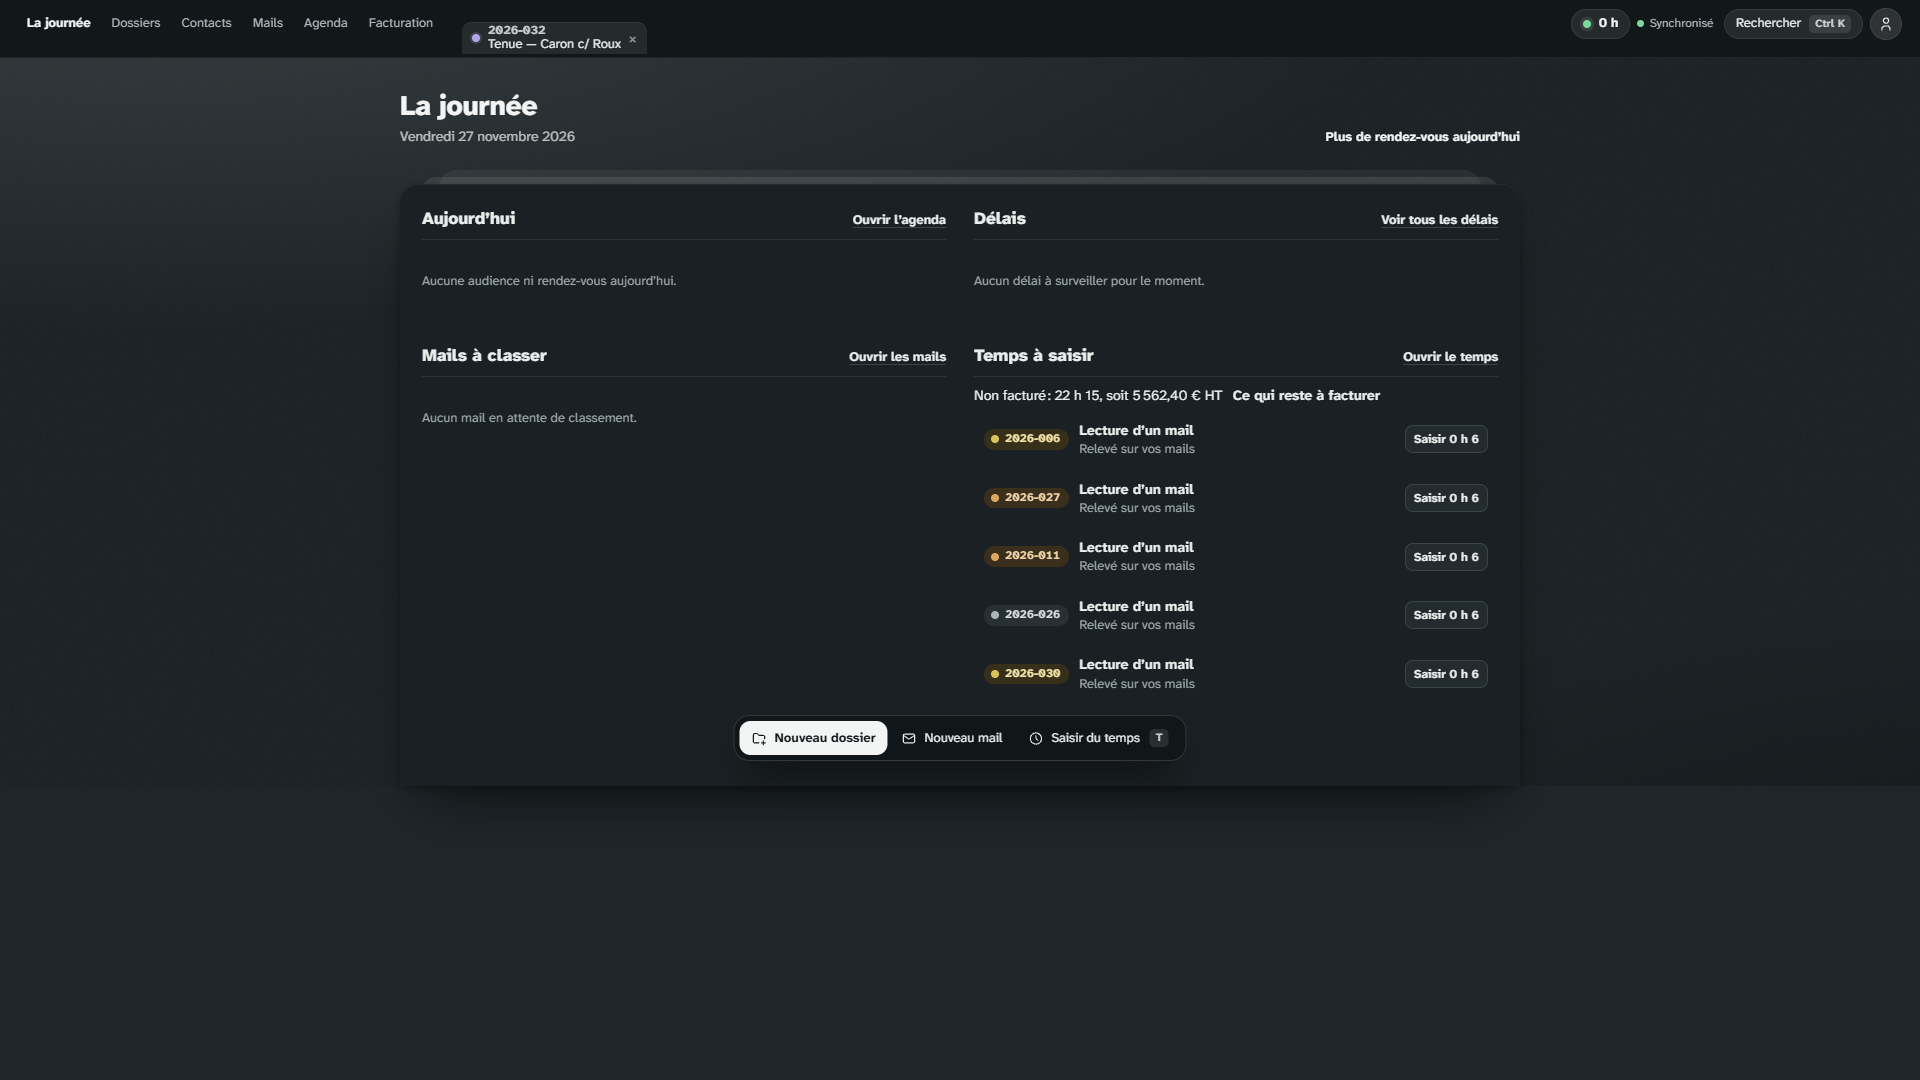 La journée
Dossiers
Contacts
Mails
Agenda
Facturation
2026-032
Tenue — Caron c/ Roux ×
0 h
Synchronisé
Rechercher Ctrl K
La journée
Vendredi 27 novembre 2026
Plus de rendez-vous aujourd’hui
Aujourd’hui
Ouvrir l’agenda
Aucune audience ni rendez-vous aujourd’hui.
Délais
Voir tous les délais
Aucun délai à surveiller pour le moment.
Mails à classer
Ouvrir les mails
Aucun mail en attente de classement.
Temps à saisir
Ouvrir le temps
Non facturé : 22 h 15, soit 5 562,40 € HT Ce qui reste à facturer
2026-006
Lecture d’un mail
Relevé sur vos mails
Saisir 0 h 6
2026-027
Lecture d’un mail
Relevé sur vos mails
Saisir 0 h 6
2026-011
Lecture d’un mail
Relevé sur vos mails
Saisir 0 h 6
2026-026
Lecture d’un mail
Relevé sur vos mails
Saisir 0 h 6
2026-030
Lecture d’un mail
Relevé sur vos mails
Saisir 0 h 6
Nouveau dossier
Nouveau mail
Saisir du temps T